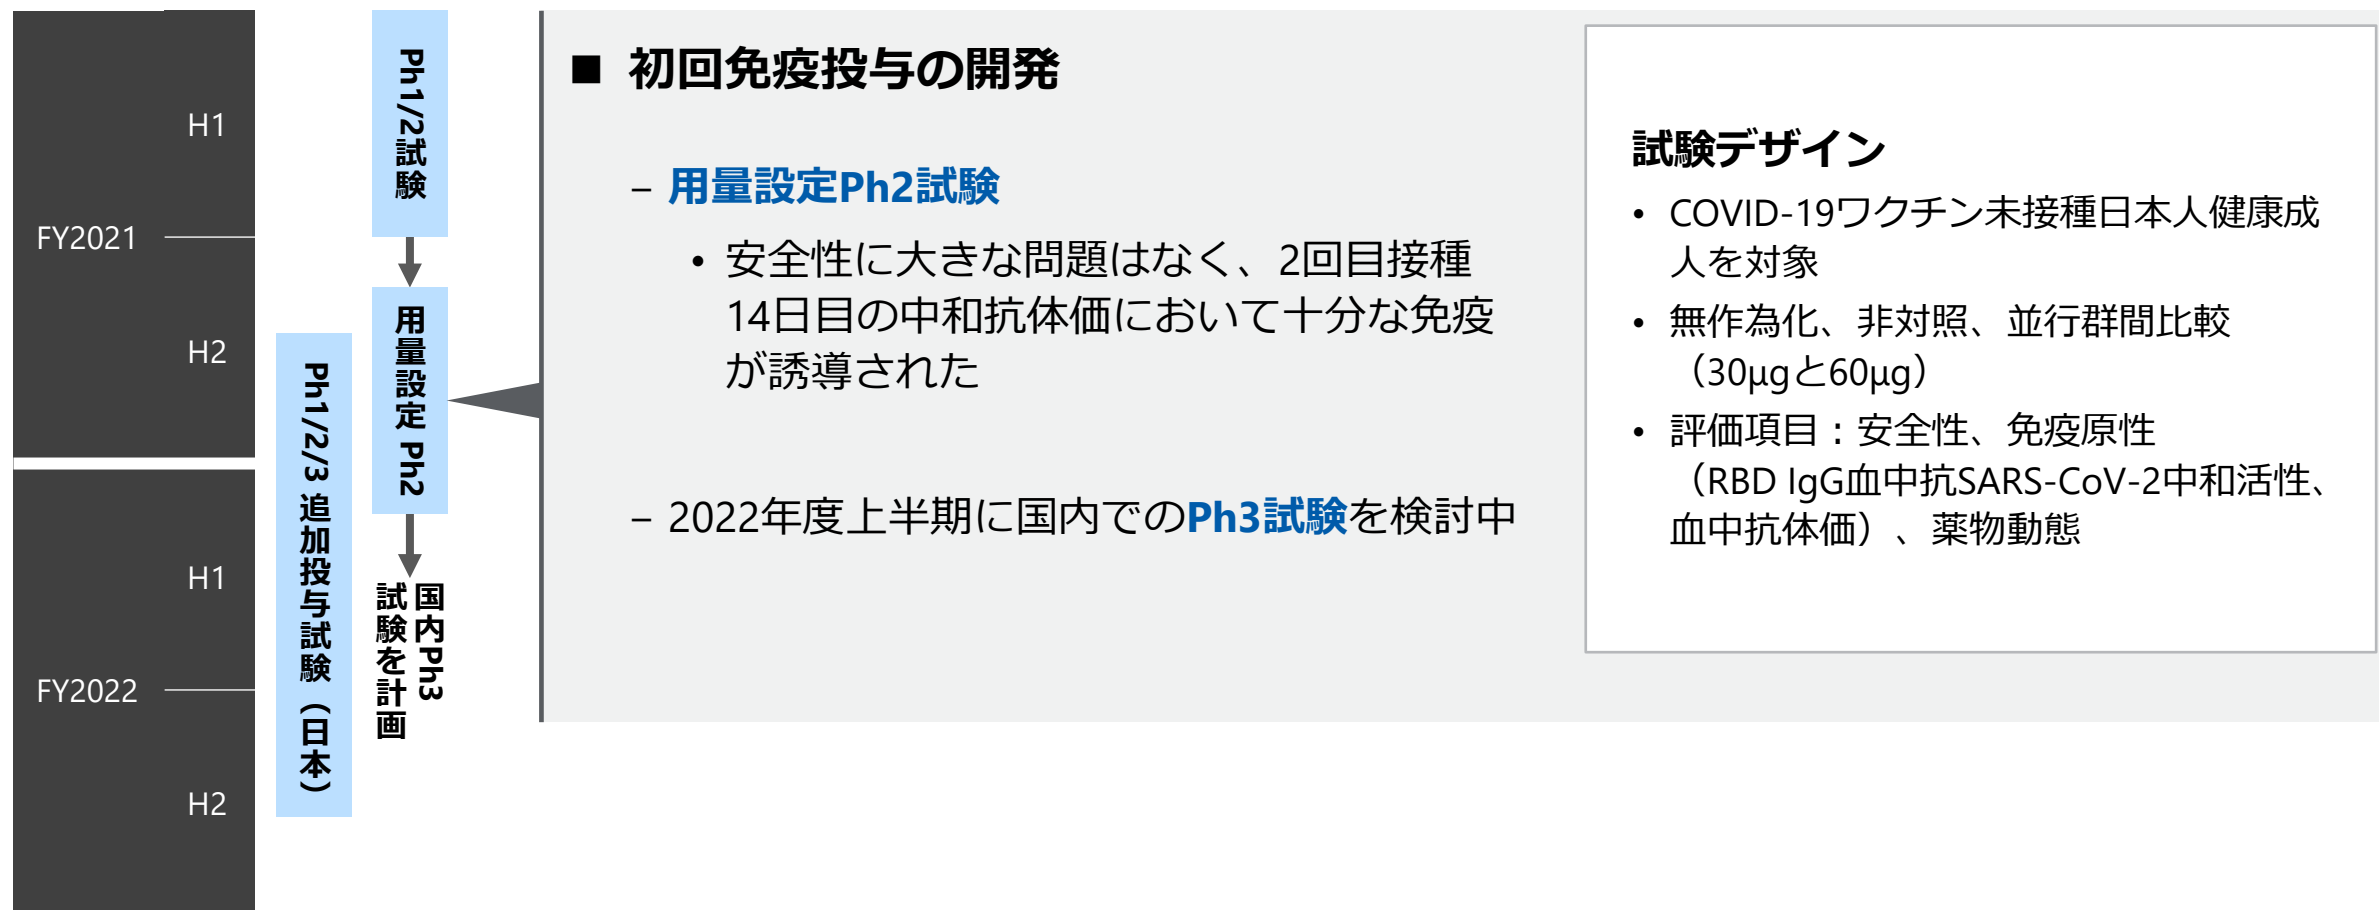 FY2021
H1
H2
FY2022
H1
H2
Ph1/2/3 追加投与試験（日本）
Ph1/2試験
用量設定 Ph2
国内Ph3
試験を計画
■ 初回免疫投与の開発
– 用量設定Ph2試験
• 安全性に大きな問題はなく、2回目接種
14日目の中和抗体価において十分な免疫
が誘導された
– 2022年度上半期に国内でのPh3試験を検討中
試験デザイン
• COVID-19ワクチン未接種日本人健康成
人を対象
• 無作為化、非対照、並行群間比較
（30μgと60μg）
• 評価項目：安全性、免疫原性
（RBD IgG血中抗SARS-CoV-2中和活性、
血中抗体価）、薬物動態